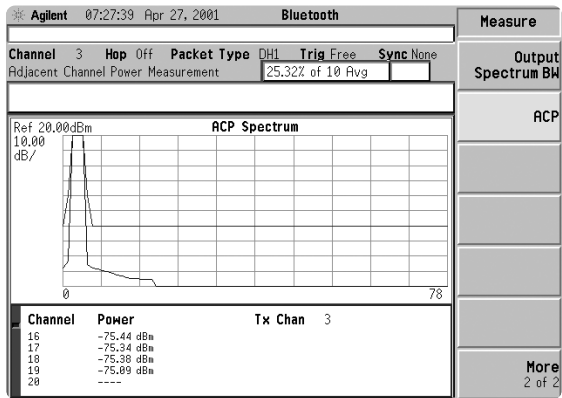 Agilent 07:27:39 Apr 27, 2001 Bluetooth
Measure
Channel 3 Hop Off Packet Type DH1 Trig Free Sync None
Adjacent Channel Power Measurement 25.32% of 10 Avg
Output
Spectrum BW
ACP
Ref 20.00dBm ACP Spectrum
10.00
dB/
0 78
Channel Power Tx Chan 3
16 -75.44 dBm
17 -75.34 dBm
18 -75.38 dBm
19 -75.09 dBm
20 ----
More
2 of 2